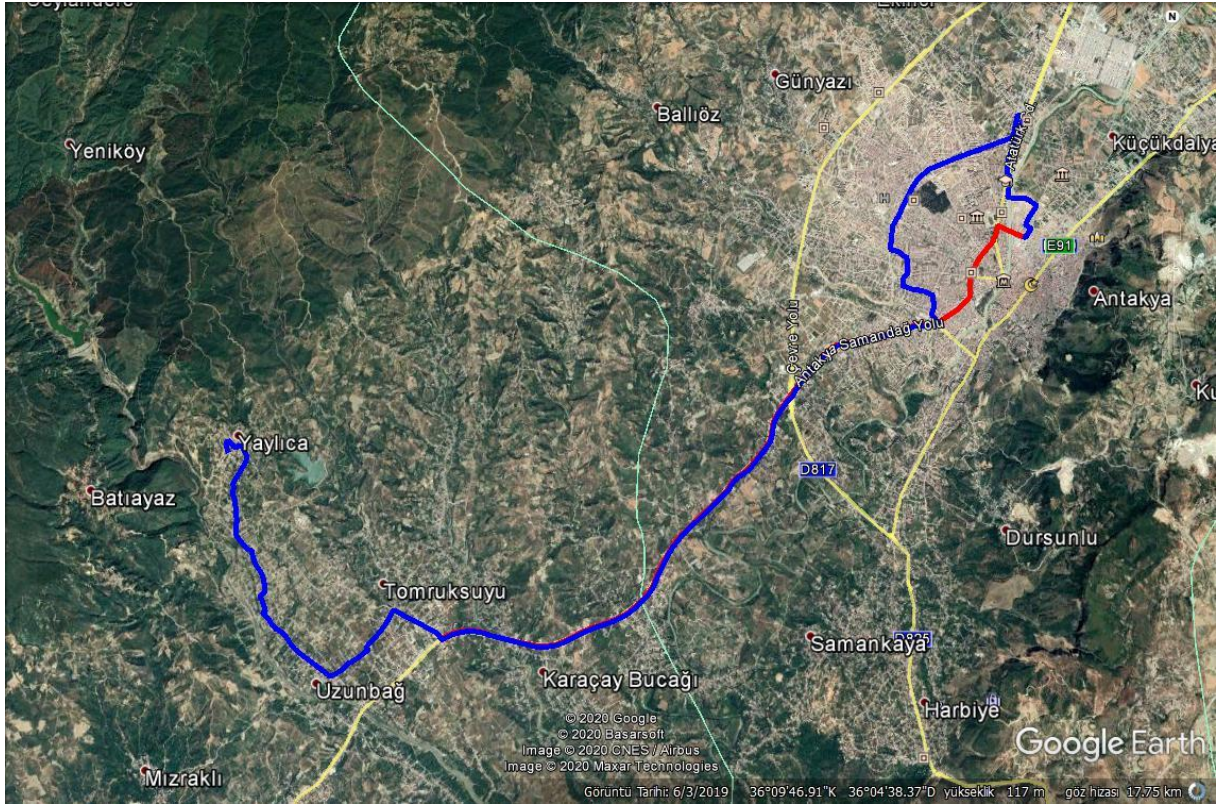 N
Günyazı
Ballıöz
Yeniköy
Küçükdalya
E91
Antakya
Çevre Yolu
Antakya Samandağ Yolu
Yaylıca
D817
Batıayaz
Dursunlu
Tomruksuyu
Samankaya
D825
Karaçay Bucağı
Uzunbağ
Harbiye
© 2020 Google
© 2020 Basarsoft
Image © 2020 CNES / Airbus
Image © 2020 Maxar Technologies
Google Earth
Mızraklı
Görüntü Tarihi: 6/3/2019 36°09'46.91"K 36°04'38.37"D yükseklik 117 m göz hizası 17.75 km